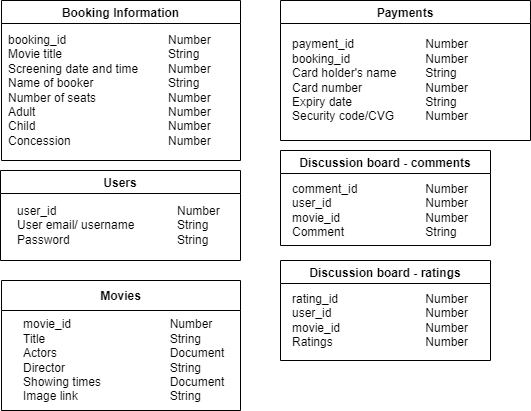 Booking Information
booking_id Number
Movie title String
Screening date and time Number
Name of booker String
Number of seats Number
Adult Number
Child Number
Concession Number
Users
user_id Number
User email/ username String
Password String
Movies
movie_id Number
Title String
Actors Document
Director String
Showing times Document
Image link String
Payments
payment_id Number
booking_id Number
Card holder's name String
Card number Number
Expiry date String
Security code/CVG Number
Discussion board - comments
comment_id Number
user_id Number
movie_id Number
Comment String
Discussion board - ratings
rating_id Number
user_id Number
movie_id Number
Ratings Number